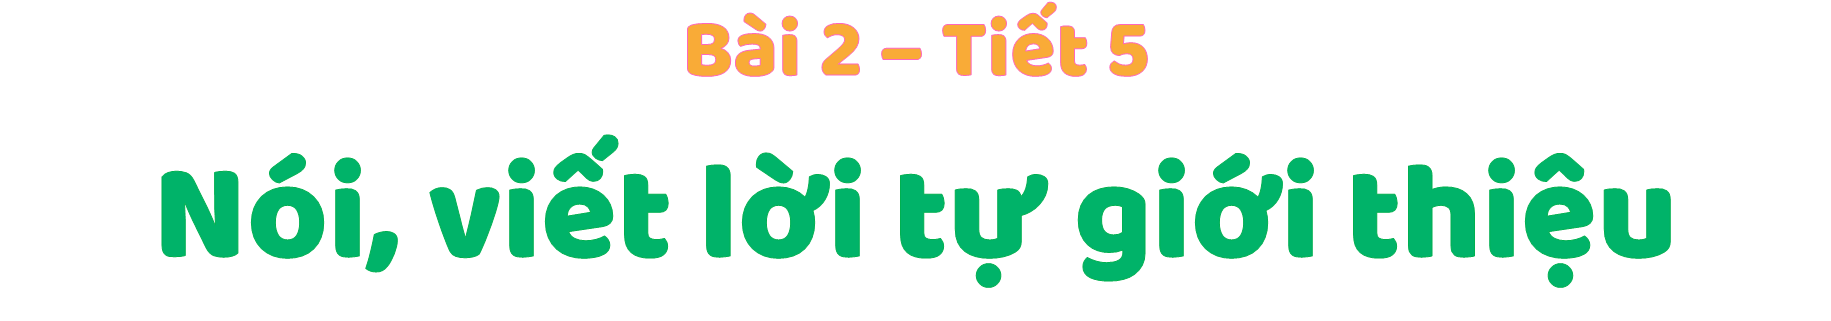 Bài 2 – Tiết 5
Nói, viết lời tự giới thiệu